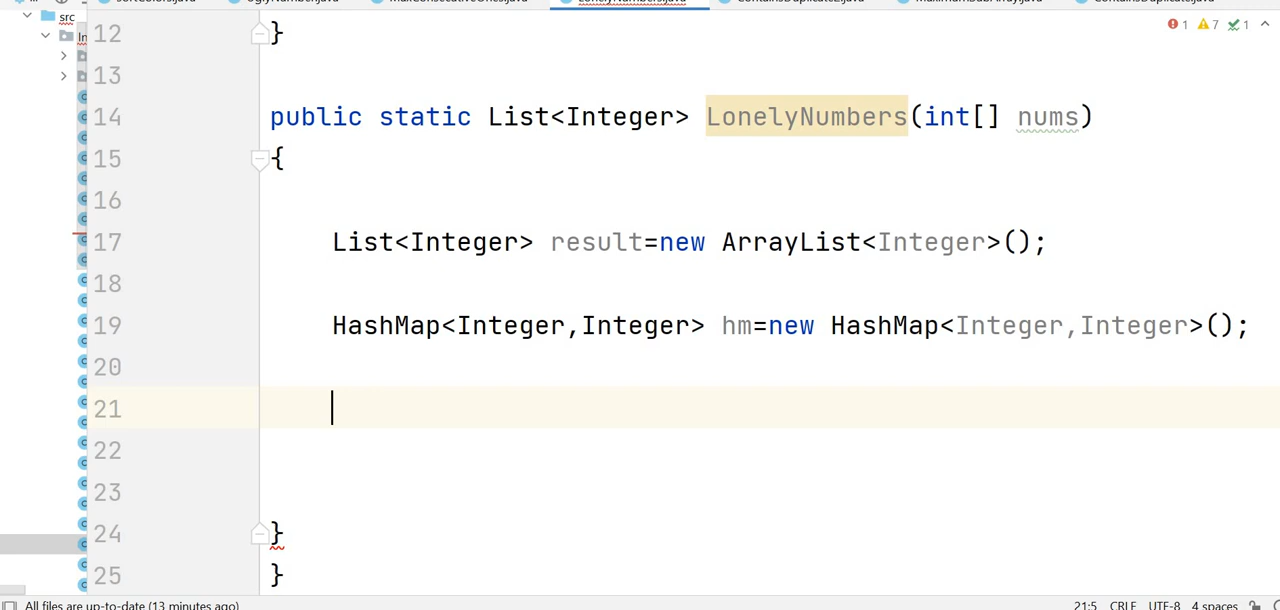 src
12 }
1 7 1
13
14 public static List<Integer> LonelyNumbers(int[] nums)
15 {
16
17 List<Integer> result=new ArrayList<Integer>();
18
19 HashMap<Integer,Integer> hm=new HashMap<Integer,Integer>();
20
21
22
23
24 }
25 }
All files are up-to-date (13 minutes ago) 21:5 CRLF UTF-8 4 spaces